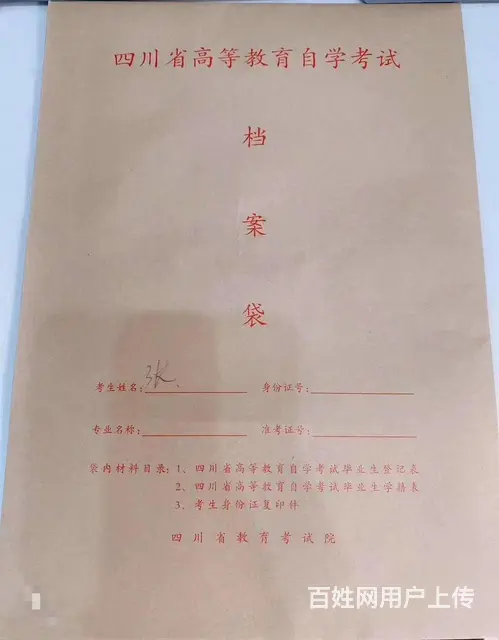 四川省高等教育自学考试
档
案
袋
考生姓名：张 身份证号：
专业名称： 准考证号：
袋内材料目录：1、四川省高等教育自学考试毕业生登记表
2、四川省高等教育自学考试毕业生学籍表
3、考生身份证复印件
四川省教育考试院
百姓网用户上传